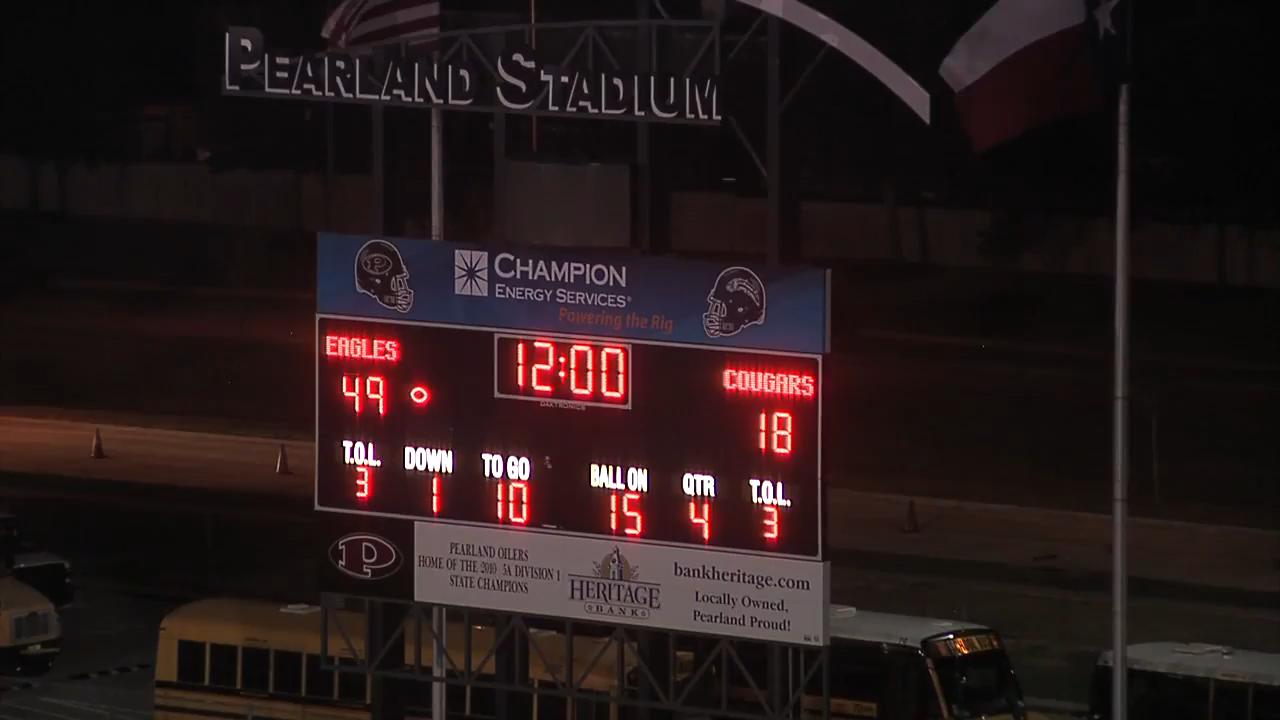 PEARLAND STADIUM
CHAMPION
ENERGY SERVICES®
Powering the Rig
EAGLES
12:00
COUGARS
49
DAKTRONICS
18
T.O.L. DOWN TO GO BALL ON QTR T.O.L.
3 1 10 15 4 3
P
PEARLAND OILERS
HOME OF THE 2010 5A DIVISION 1
STATE CHAMPIONS
HERITAGE
BANK
bankheritage.com
Locally Owned,
Pearland Proud!